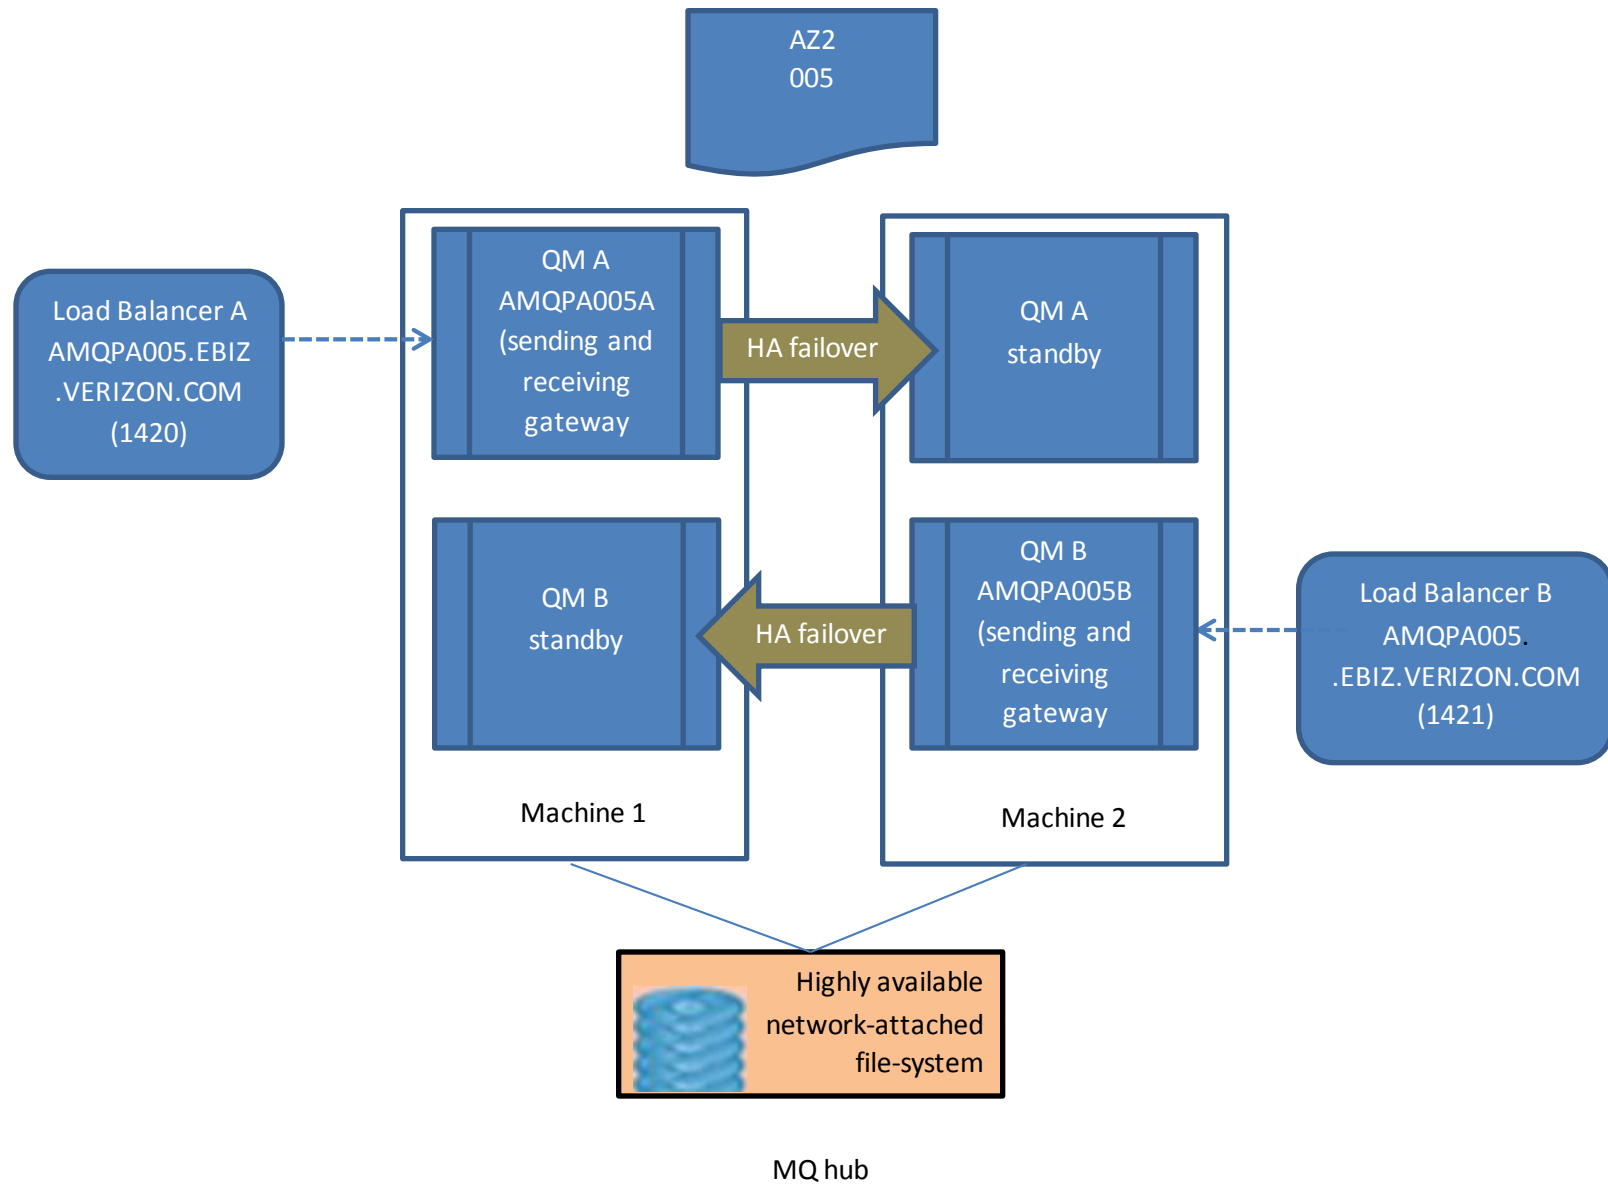 AZ2
005
Load Balancer A
AMQPA005.EBIZ
.VERIZON.COM
(1420)
QM A
AMQPA005A
(sending and
receiving
gateway
HA failover
QM A
standby
QM B
standby
HA failover
QM B
AMQPA005B
(sending and
receiving
gateway
Load Balancer B
AMQPA005.
.EBIZ.VERIZON.COM
(1421)
Machine 1
Machine 2
Highly available
network-attached
file-system
MQ hub